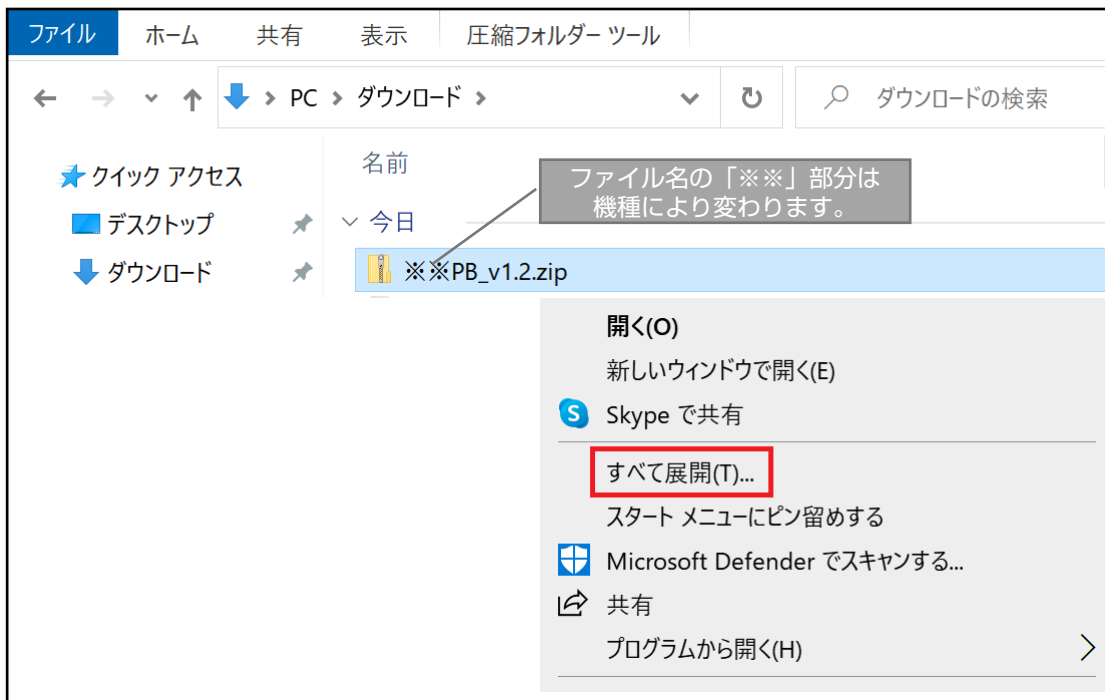 ファイル ホーム 共有 表示 圧縮フォルダー ツール
PC ダウンロード ダウンロードの検索
クイック アクセス
デスクトップ
ダウンロード
名前
ファイル名の「※※」部分は
機種により変わります。
今日
※※PB_v1.2.zip
開く(O)
新しいウィンドウで開く(E)
Skype で共有
すべて展開(T)...
スタート メニューにピン留めする
Microsoft Defender でスキャンする...
共有
プログラムから開く(H)